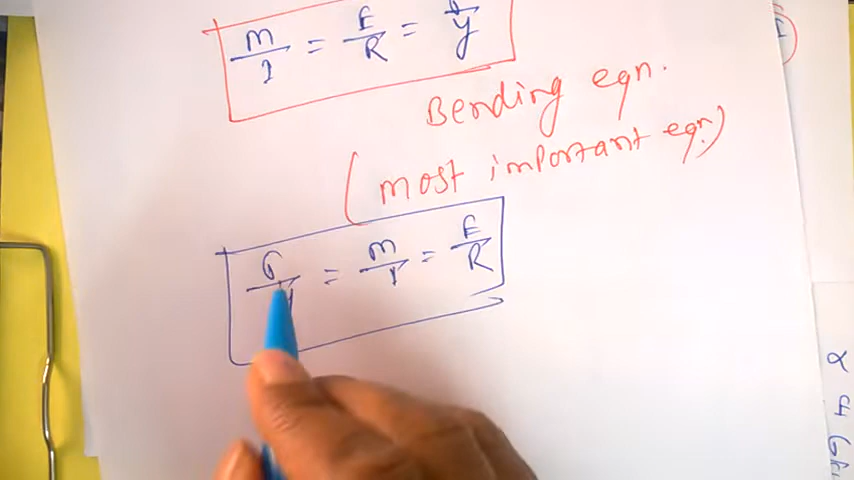 M/I = E/R = σ/y
Bending eqn.
(most important eqn)
σ/y = M/I = E/R